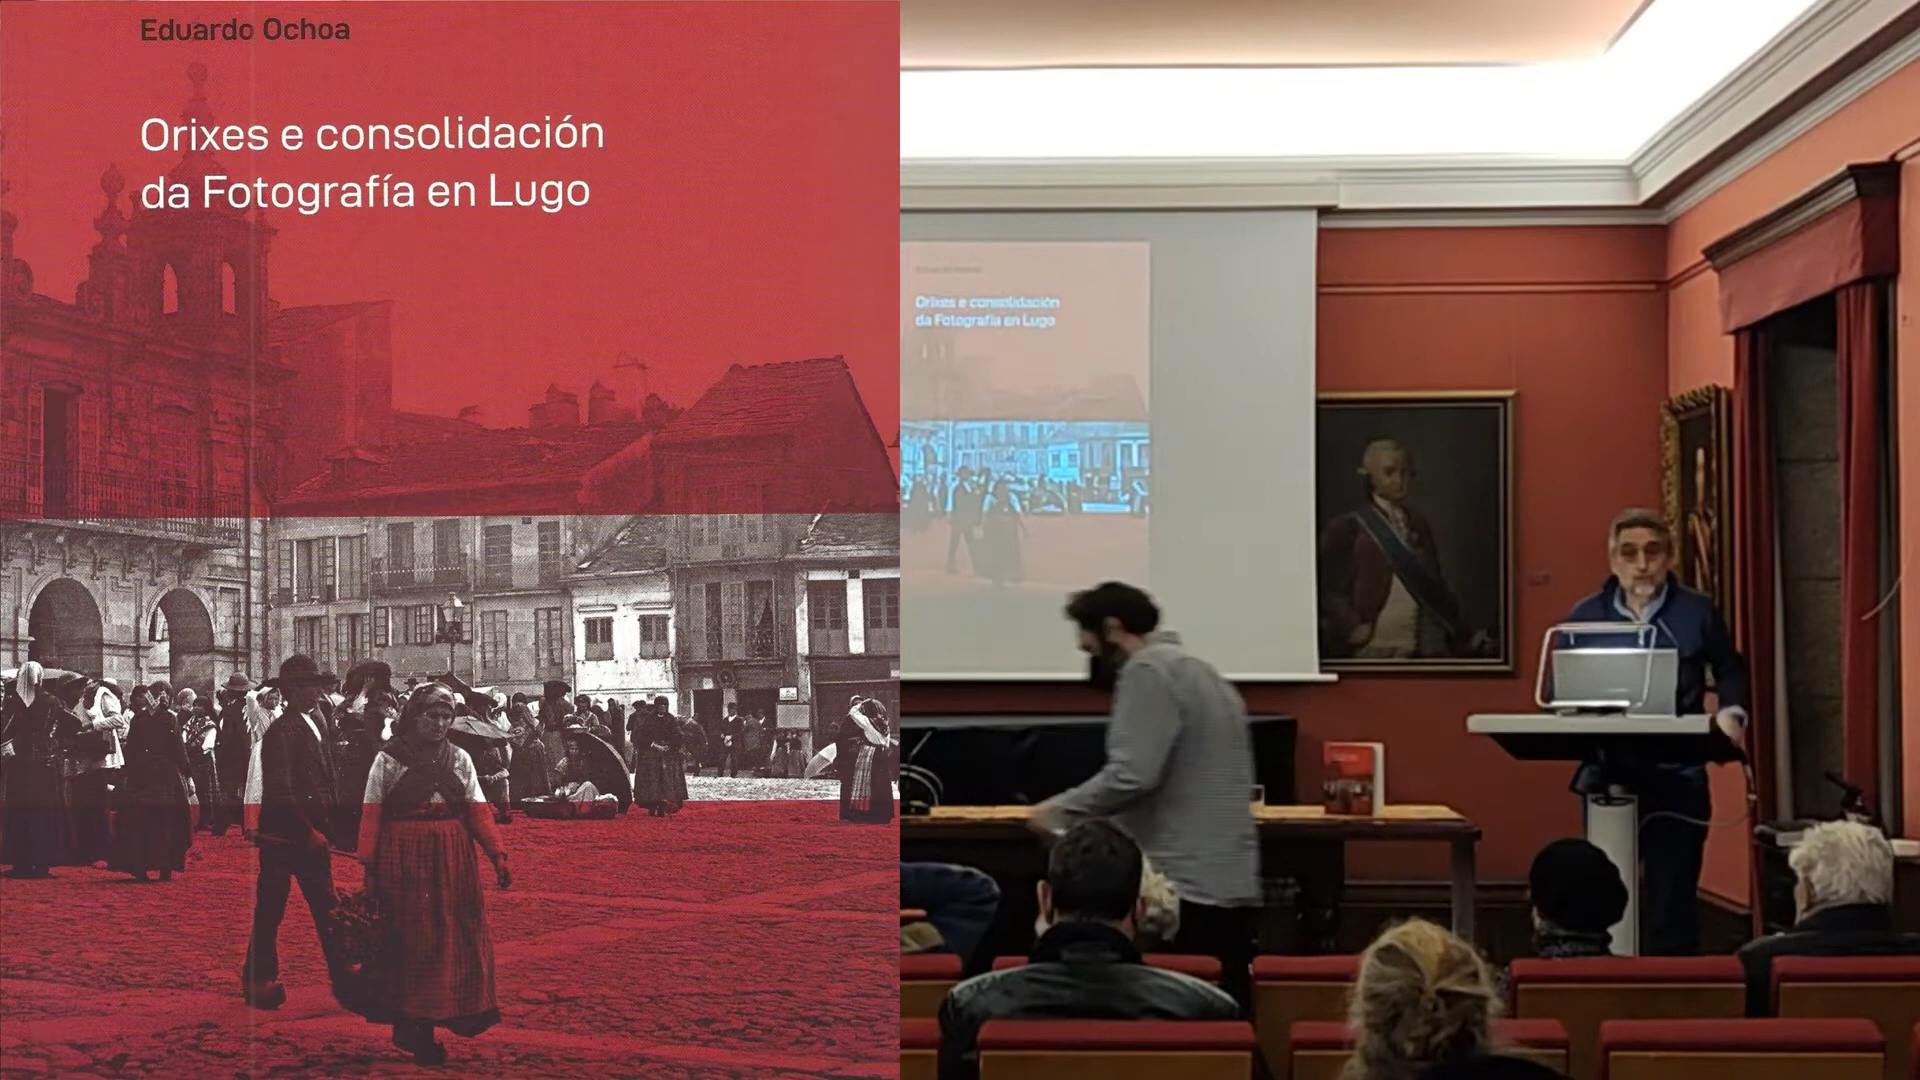 Eduardo Ochoa
Orixes e consolidación
da Fotografía en Lugo
Orixes e consolidación
da Fotografía en Lugo